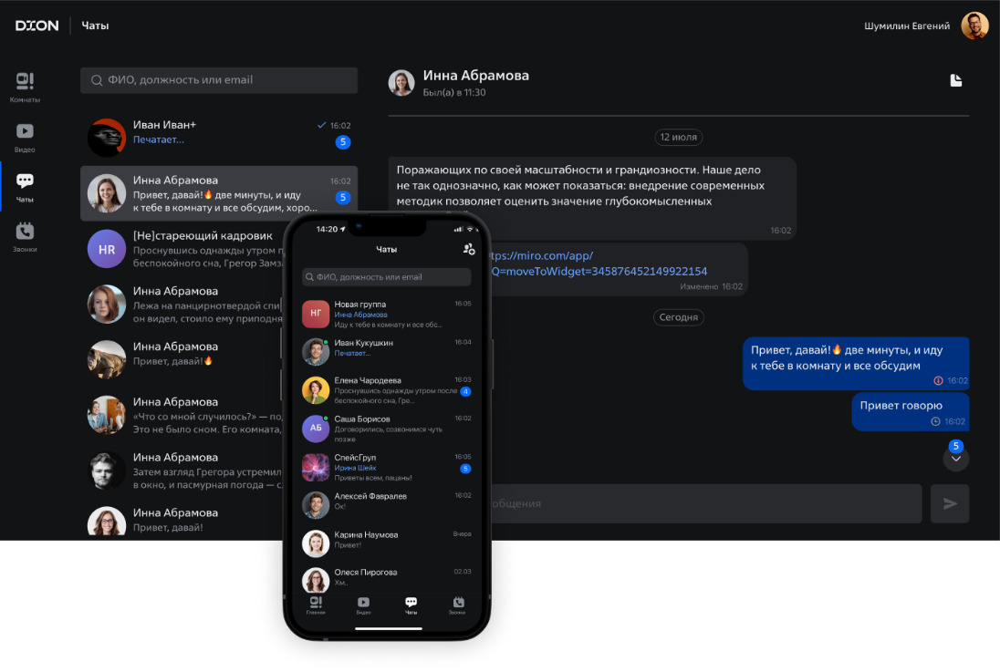 DION
Чаты
Шумилин Евгений
Комнаты
Видео
Чаты
Звонки
ФИО, должность или email
Иван Иван+
16:02
Печатает...
5
Инна Абрамова
16:02
Привет, давай!🔥 две минуты, и иду
к тебе в комнату и все обсудим, хоро...
5
HR
[Не]стареющий кадровик
Проснувшись однажды утром п
беспокойного сна, Грегор Замз
Инна Абрамова
Лежа на панцирнотвердой спи
он видел, стоило ему приподня
Инна Абрамова
Привет, давай!🔥
Инна Абрамова
«Что со мной случилось?» — по
Это не было сном. Его комната,
Инна Абрамова
Затем взгляд Грегора устремил
в окно, и пасмурная погода — с
Инна Абрамова
Привет, давай!
Инна Абрамова
Был(а) в 11:30
12 июля
Поражающих по своей масштабности и грандиозности. Наше дело
не так однозначно, как может показаться: внедрение современных
методик позволяет оценить значение глубокомысленных
16:02
ttps://miro.com/app/
Q=moveToWidget=345876452149922154
Изменено 16:02
Сегодня
Привет, давай!🔥 две минуты, и иду
к тебе в комнату и все обсудим
16:02
Привет говорю
16:02
5
ообщения
14:20
Чаты
ФИО, должность или email
НГ
Новая группа
16:05
Инна Абрамова
Иду к тебе в комнату и все обс...
Иван Кукушкин
16:04
Печатает...
Елена Чародеева
16:03
Проснувшись однажды утром после
беспокойного сна, Гре...
4
АБ
Саша Борисов
16:02
Договорились, созвонимся чуть
позже
СпейсГруп
16:05
Ирина Шейк
Приветы всем, пацаны!
5
Алексей Фавралев
16:02
Ок!
Карина Наумова
Вчера
Привет!
Олеся Пирогова
02.03
Хм..
Главная
Видео
Чаты
Звонки